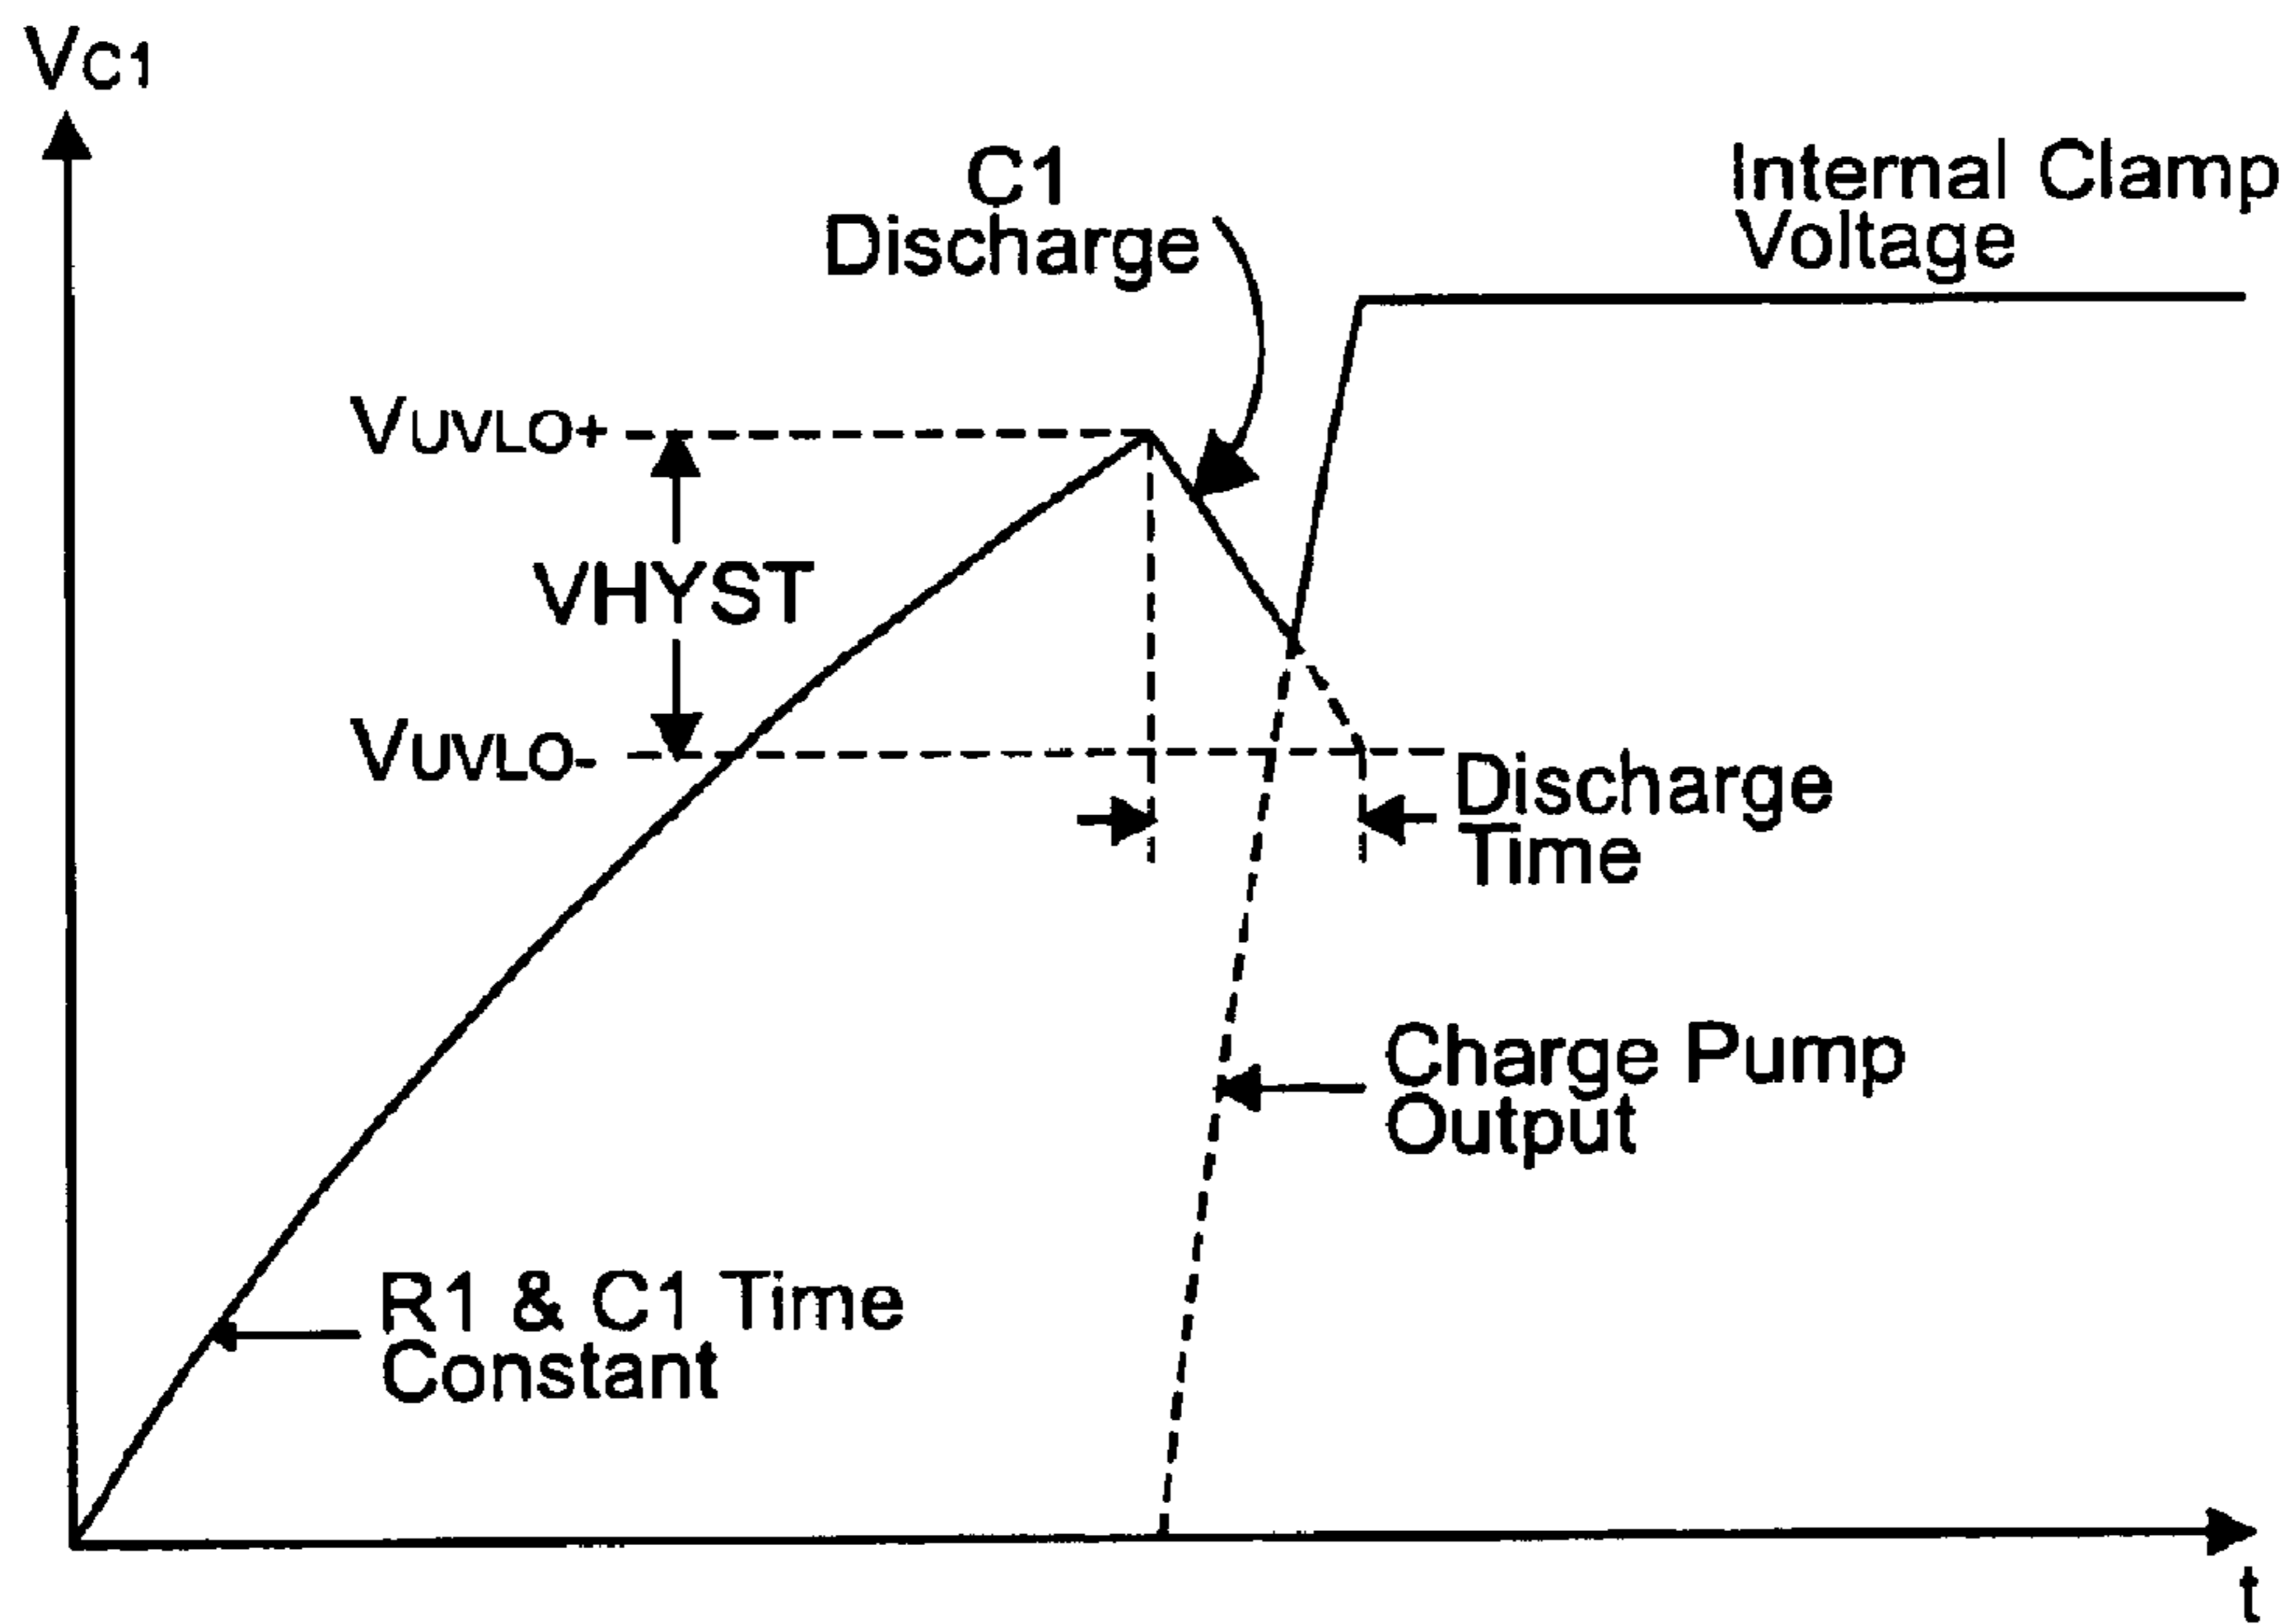 VC1
C1
Discharge
Internal Clamp
Voltage
VUVLO+
VHYST
VUVLO-
Discharge
Time
Charge Pump
Output
R1 & C1 Time
Constant
t